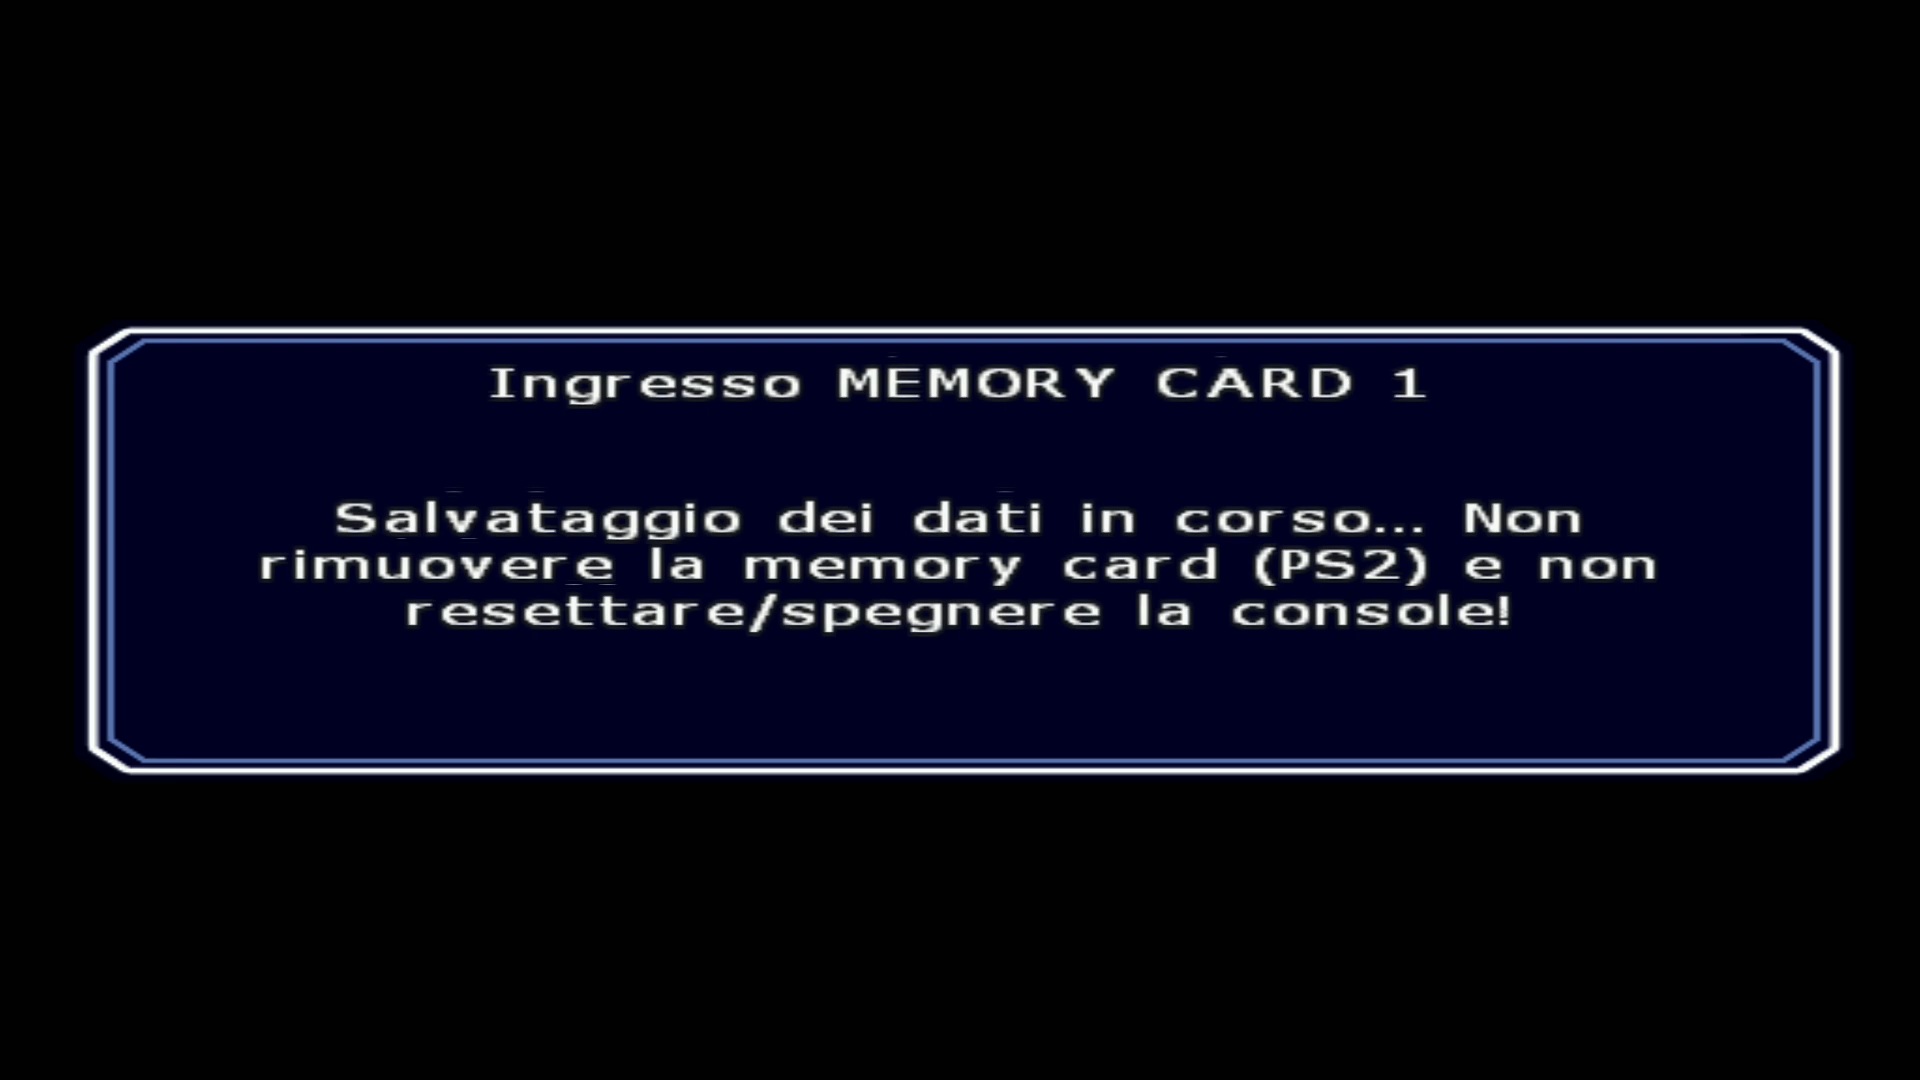 Ingresso MEMORY CARD 1
Salvataggio dei dati in corso... Non
rimuovere la memory card (PS2) e non
resettare/spegnere la console!